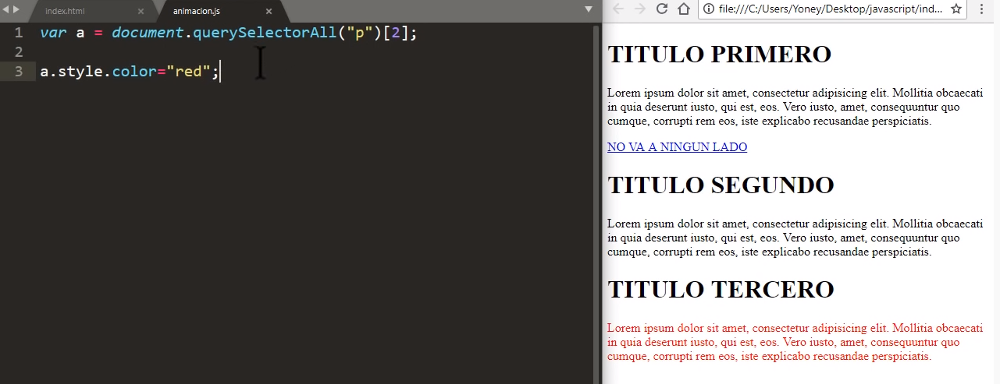 index.html × animacion.js ×
1 var a = document.querySelectorAll("p")[2];
2
3 a.style.color="red";
file:///C:/Users/Yoney/Desktop/javascript/ind...
TITULO PRIMERO
Lorem ipsum dolor sit amet, consectetur adipisicing elit. Mollitia obcaecati
in quia deserunt iusto, qui est, eos. Vero iusto, amet, consequuntur quo
cumque, corrupti rem eos, iste explicabo recusandae perspiciatis.
NO VA A NINGUN LADO
TITULO SEGUNDO
Lorem ipsum dolor sit amet, consectetur adipisicing elit. Mollitia obcaecati
in quia deserunt iusto, qui est, eos. Vero iusto, amet, consequuntur quo
cumque, corrupti rem eos, iste explicabo recusandae perspiciatis.
TITULO TERCERO
Lorem ipsum dolor sit amet, consectetur adipisicing elit. Mollitia obcaecati
in quia deserunt iusto, qui est, eos. Vero iusto, amet, consequuntur quo
cumque, corrupti rem eos, iste explicabo recusandae perspiciatis.